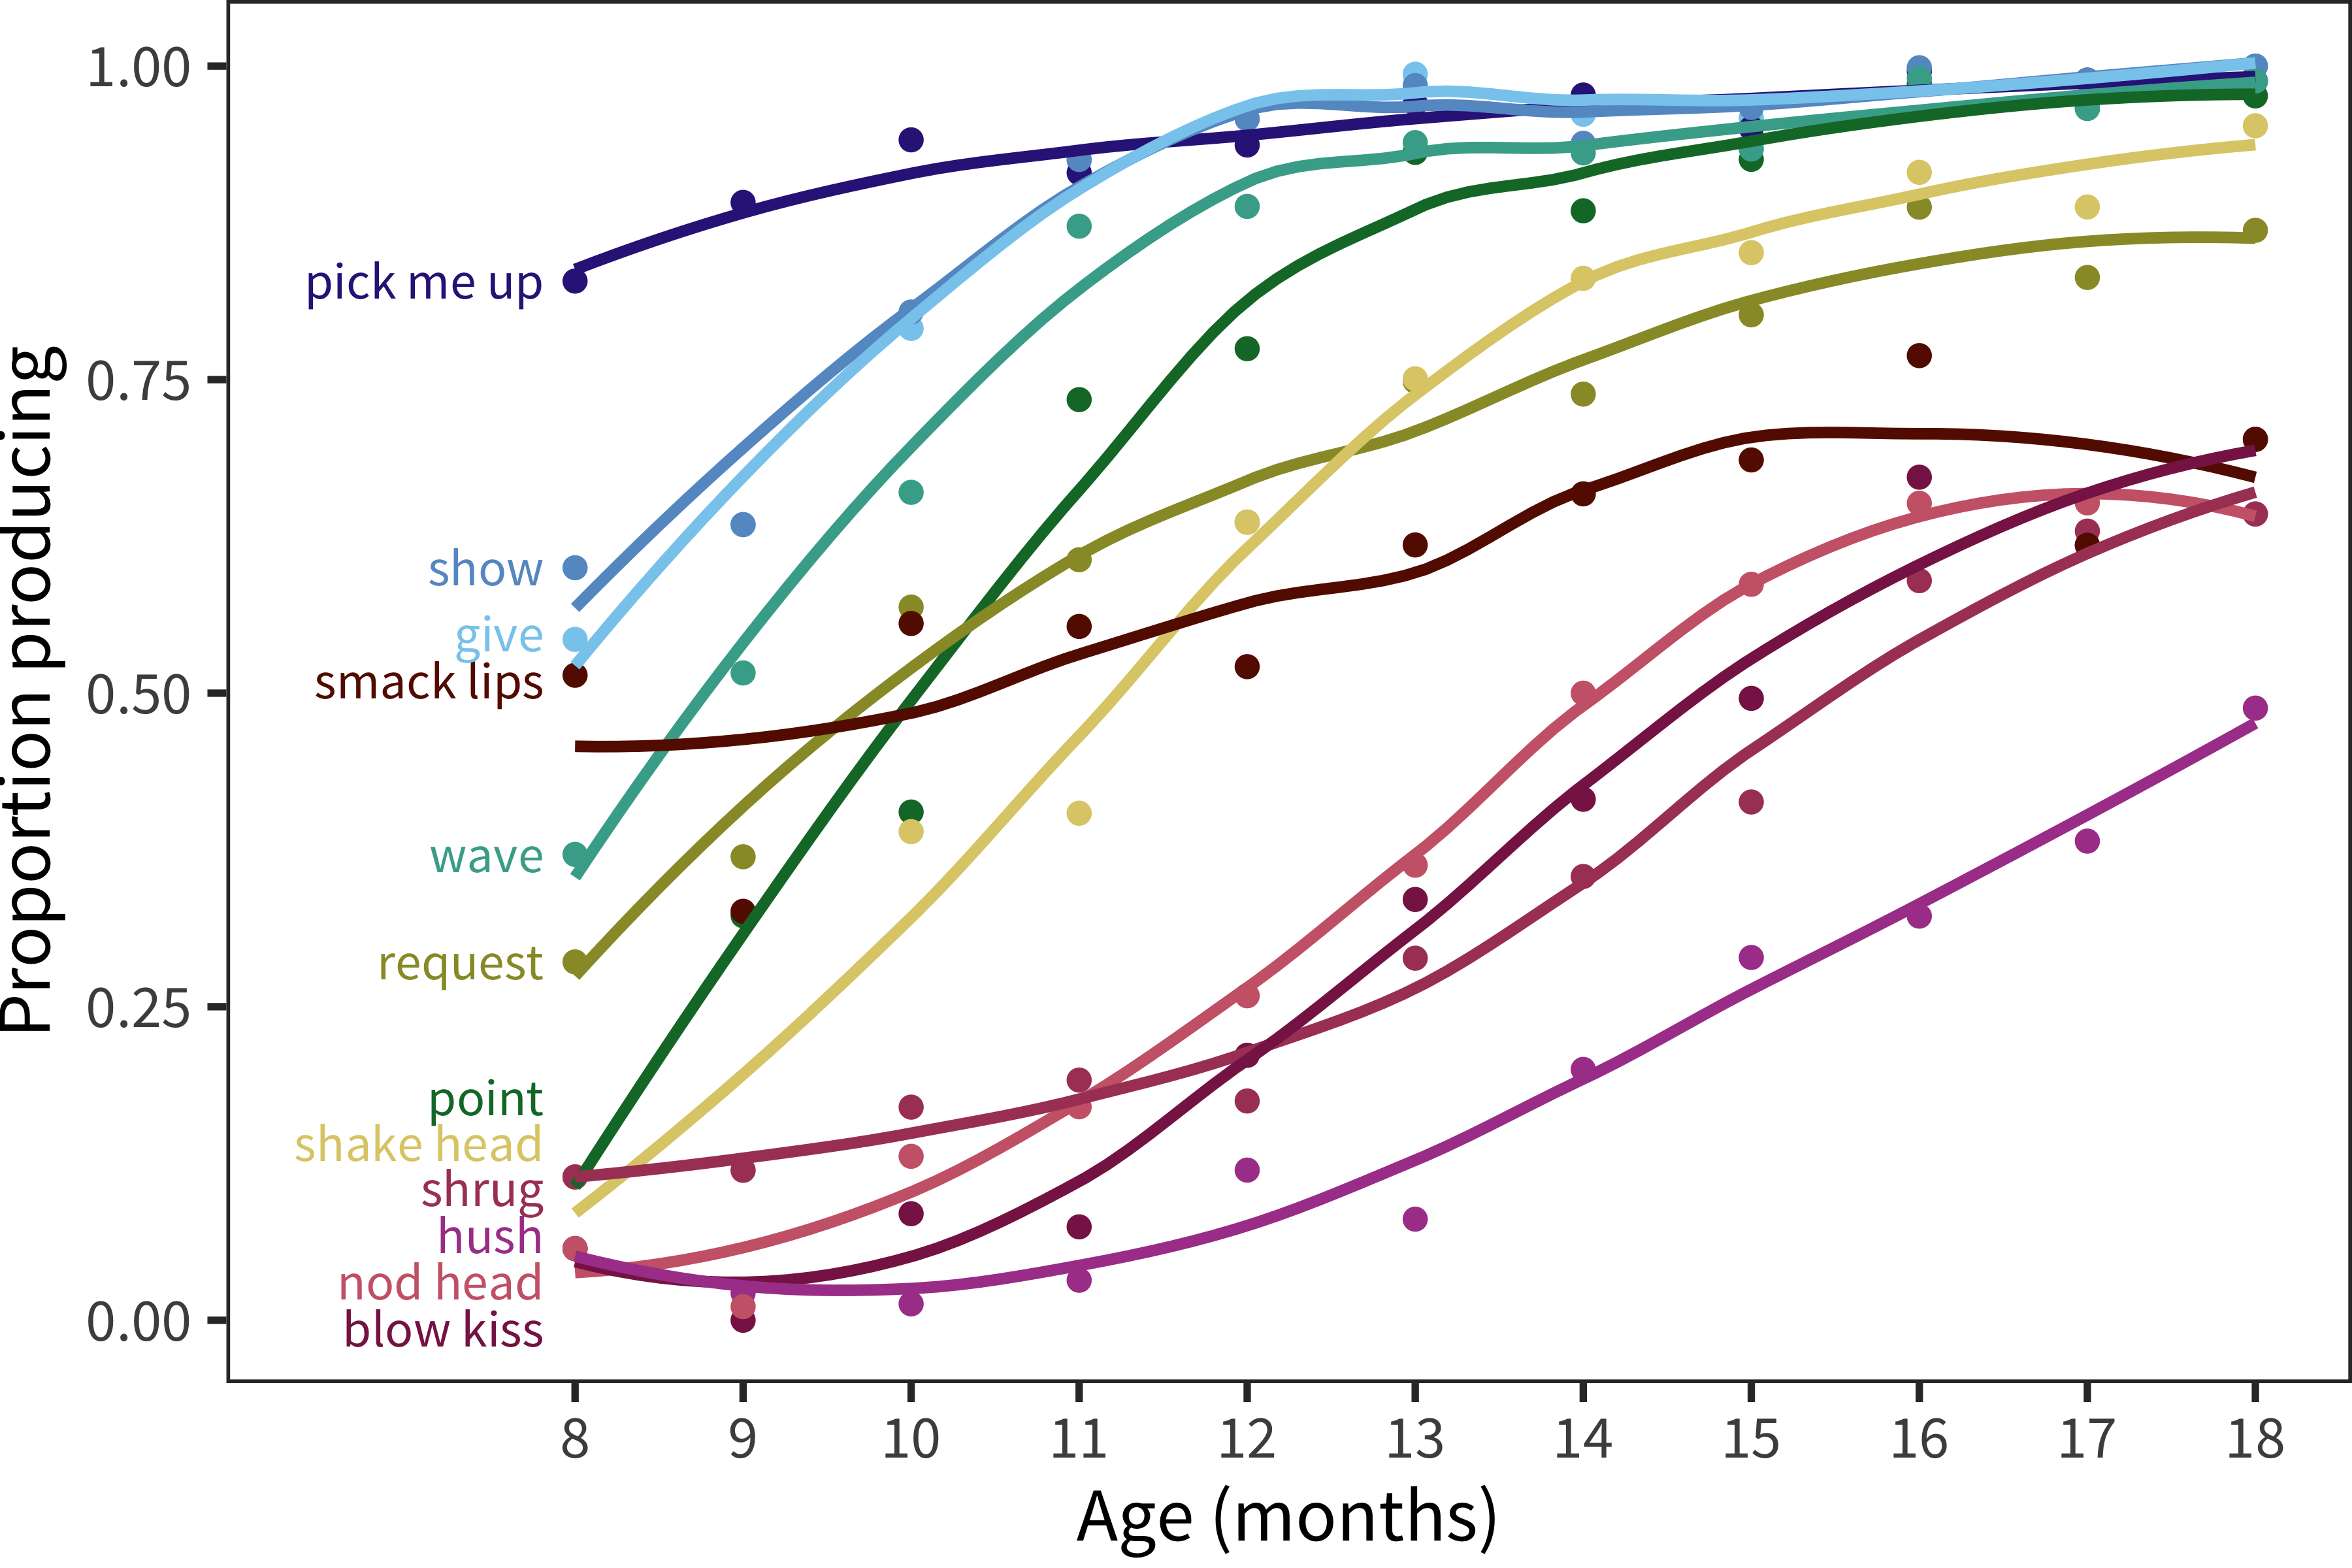 Proportion producing
1.00
0.75
0.50
0.25
0.00
pick me up
show
give
smack lips
wave
request
point
shake head
shrug
hush
nod head
blow kiss
8 9 10 11 12 13 14 15 16 17 18
Age (months)